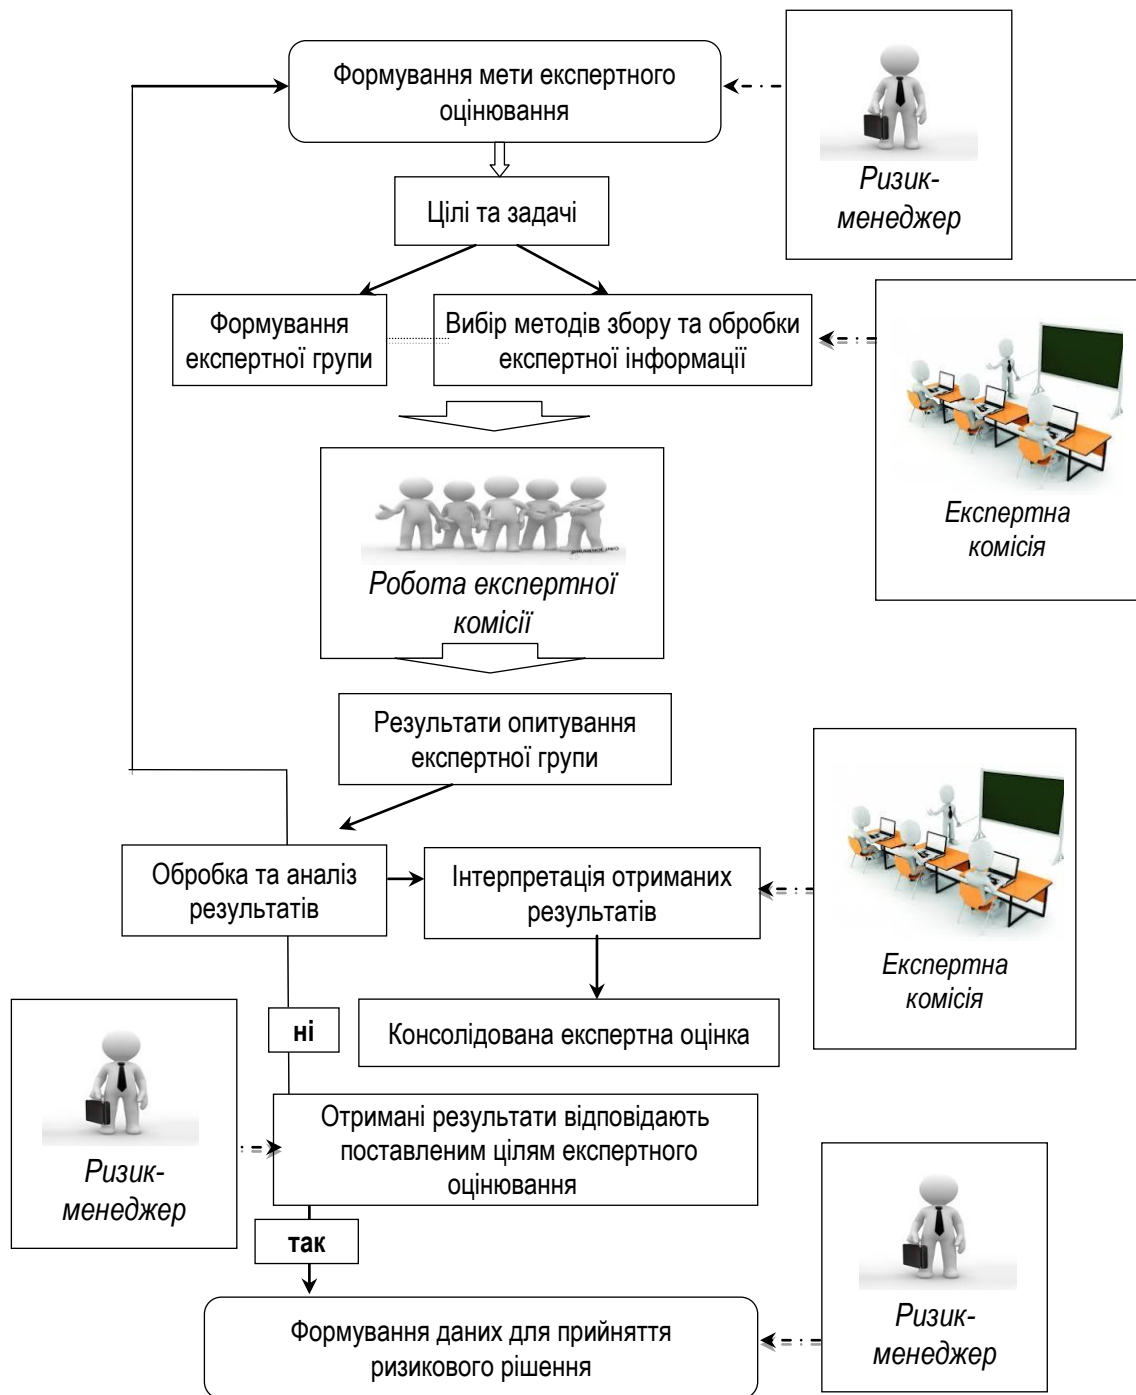 Формування мети експертного
оцінювання
Ризик-
менеджер
Цілі та задачі
Формування
експертної групи
Вибір методів збору та обробки
експертної інформації
Експертна
комісія
Робота експертної
комісії
Результати опитування
експертної групи
Обробка та аналіз
результатів
Інтерпретація отриманих
результатів
Експертна
комісія
ні
Консолідована експертна оцінка
Ризик-
менеджер
Отримані результати відповідають
поставленим цілям експертного
оцінювання
так
Формування даних для прийняття
ризикового рішення
Ризик-
менеджер